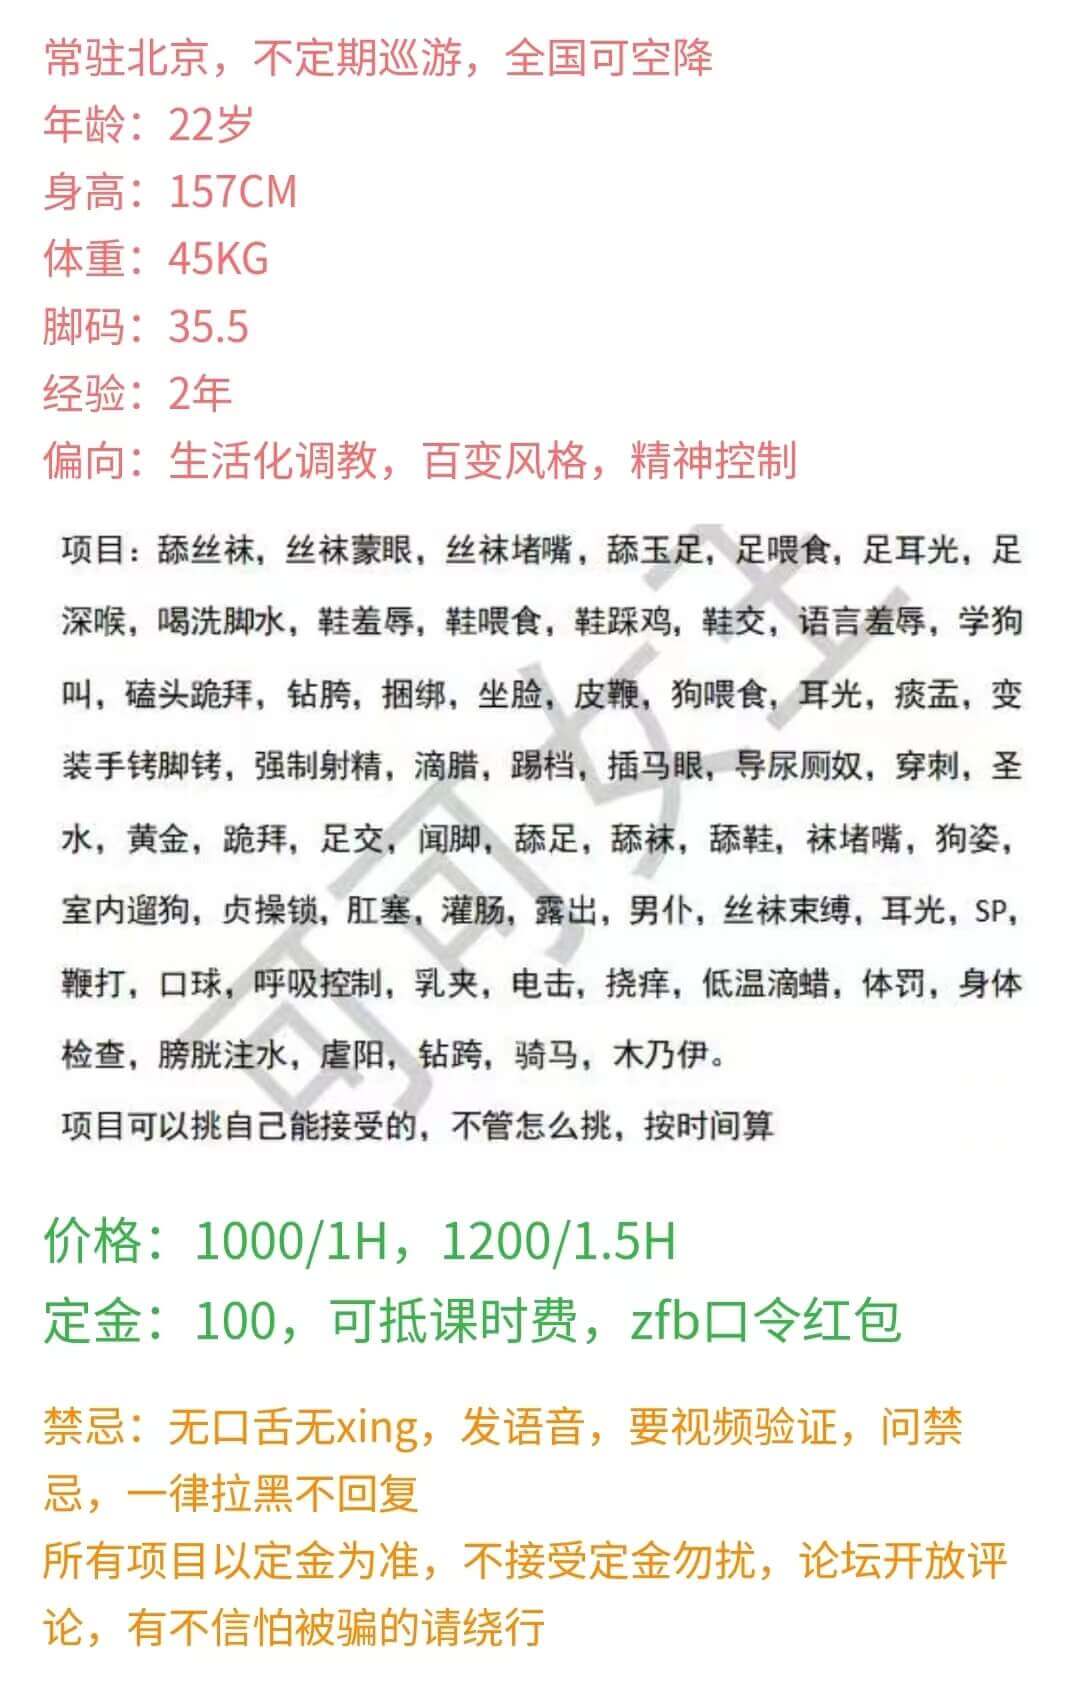 常驻北京，不定期巡游，全国可空降
年龄：22岁
身高：157CM
体重：45KG
脚码：35.5
经验：2年
偏向：生活化调教，百变风格，精神控制
项目：舔丝袜，丝袜蒙眼，丝袜堵嘴，舔玉足，足喂食，足耳光，足
深喉，喝洗脚水，鞋羞辱，鞋喂食，鞋踩鸡，鞋交，语言羞辱，学狗
叫，磕头跪拜，钻胯，捆绑，坐脸，皮鞭，狗喂食，耳光，痰盂，变
装手铐脚铐，强制射精，滴腊，踢档，插马眼，导尿厕奴，穿刺，圣
水，黄金，跪拜，足交，闻脚，舔足，舔袜，舔鞋，袜堵嘴，狗姿，
室内遛狗，贞操锁，肛塞，灌肠，露出，男仆，丝袜束缚，耳光，SP，
鞭打，口球，呼吸控制，乳夹，电击，挠痒，低温滴蜡，体罚，身体
检查，膀胱注水，虐阳，钻跨，骑马，木乃伊。
项目可以挑自己能接受的，不管怎么挑，按时间算
可可女士
价格：1000/1H，1200/1.5H
定金：100，可抵课时费，zfb口令红包
禁忌：无口舌无xing，发语音，要视频验证，问禁
忌，一律拉黑不回复
所有项目以定金为准，不接受定金勿扰，论坛开放评
论，有不信怕被骗的请绕行